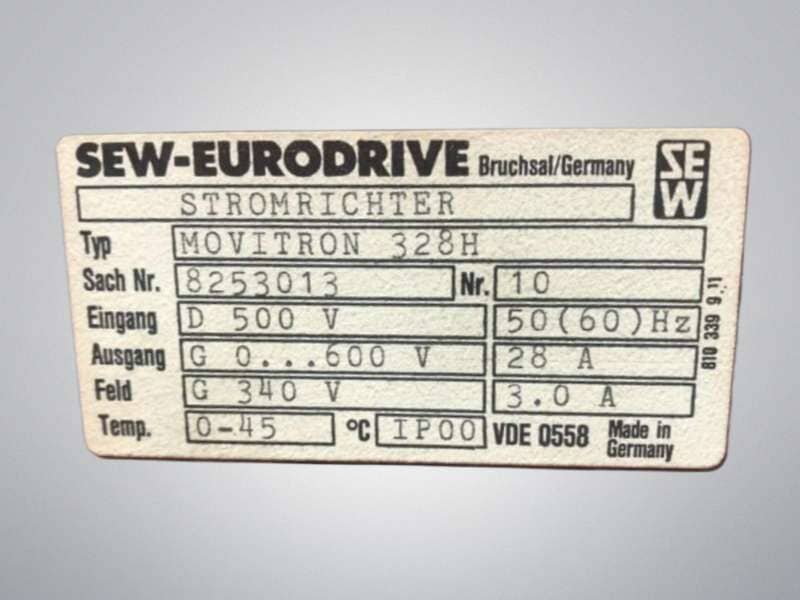 SEW-EURODRIVE Bruchsal/Germany
SE
W
STROMRICHTER
Typ MOVITRON 328H
Sach Nr. 8253013 Nr. 10
Eingang D 500 V 50(60)Hz
Ausgang G 0...600 V 28 A
Feld G 340 V 3.0 A
Temp. 0-45 °C IP00 VDE 0558 Made in
Germany
810 339 9.11